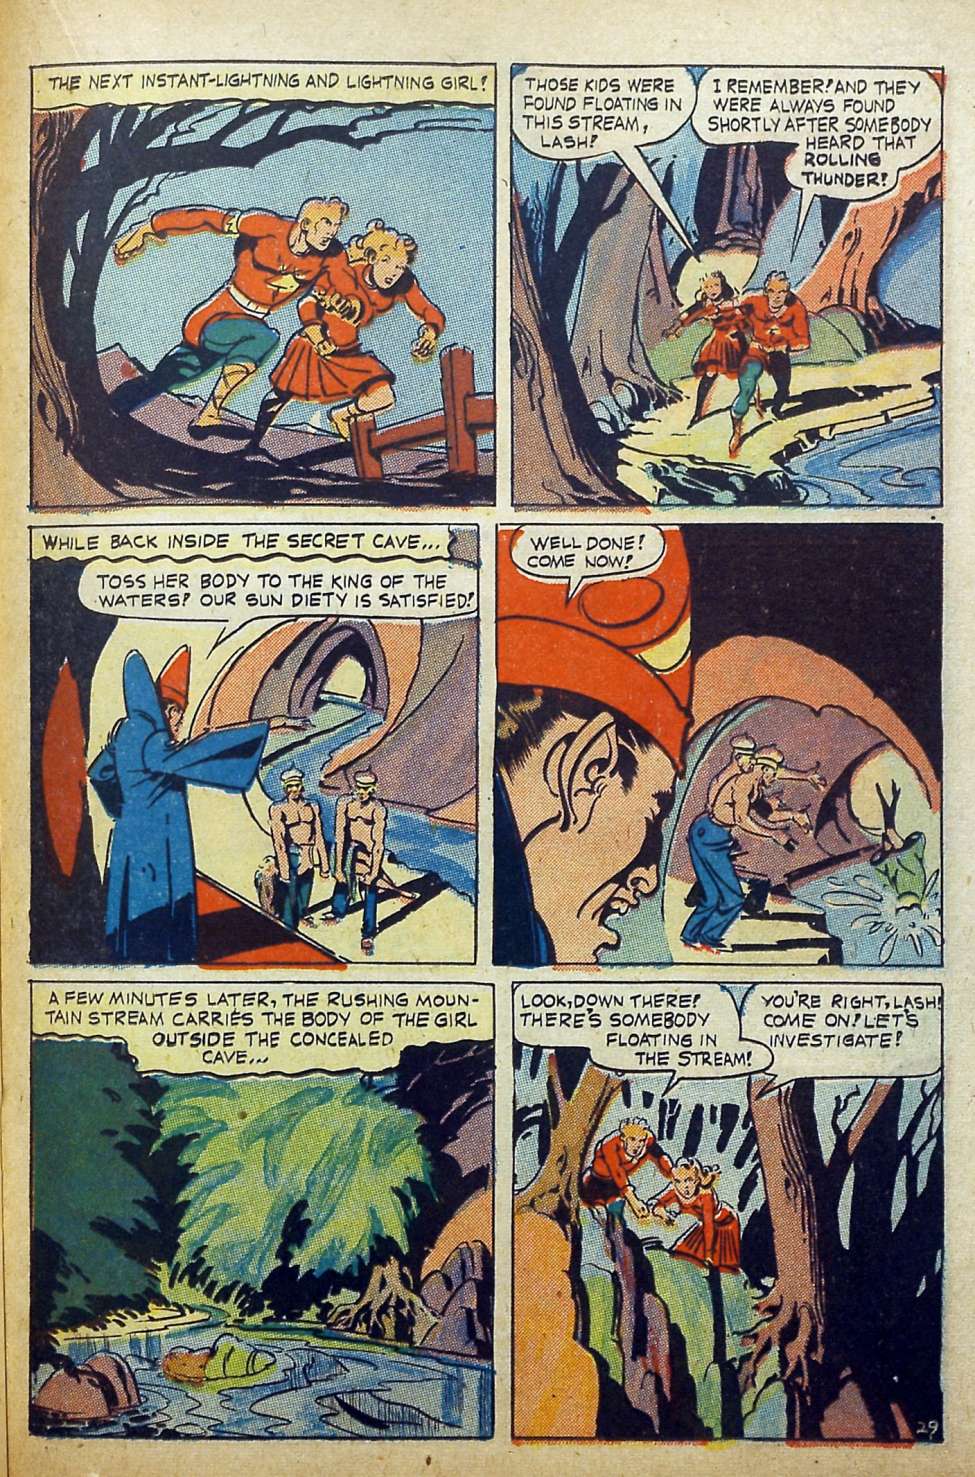 THE NEXT INSTANT-LIGHTNING AND LIGHTNING GIRL!
THOSE KIDS WERE
FOUND FLOATING IN
THIS STREAM,
LASH!
I REMEMBER! AND THEY
WERE ALWAYS FOUND
SHORTLY AFTER SOMEBODY
HEARD THAT
ROLLING
THUNDER!
WHILE BACK INSIDE THE SECRET CAVE...
TOSS HER BODY TO THE KING OF THE
WATERS! OUR SUN DIETY IS SATISFIED!
WELL DONE!
COME NOW!
A FEW MINUTES LATER, THE RUSHING MOUN-
TAIN STREAM CARRIES THE BODY OF THE GIRL
OUTSIDE THE CONCEALED
CAVE...
LOOK, DOWN THERE!
THERE'S SOMEBODY
FLOATING IN
THE STREAM!
YOU'RE RIGHT, LASH!
COME ON! LET'S
INVESTIGATE!
29